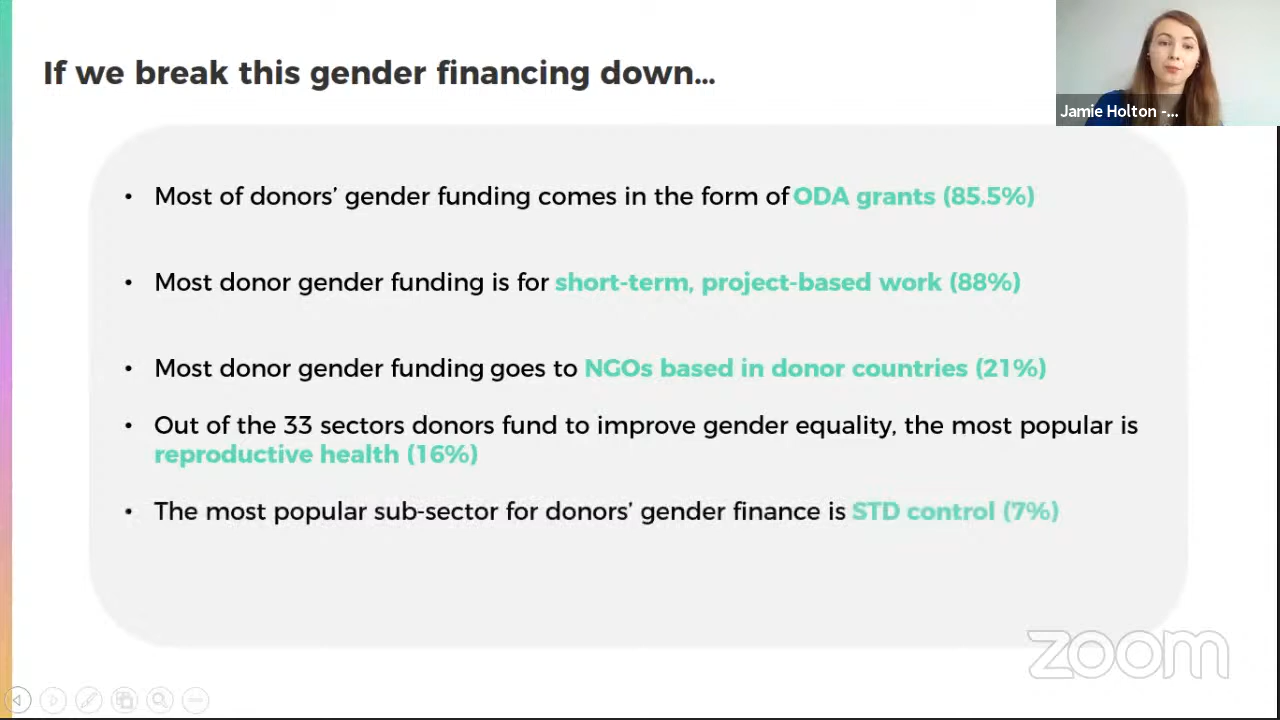 If we break this gender financing down...
Jamie Holton -...
• Most of donors’ gender funding comes in the form of ODA grants (85.5%)
• Most donor gender funding is for short-term, project-based work (88%)
• Most donor gender funding goes to NGOs based in donor countries (21%)
• Out of the 33 sectors donors fund to improve gender equality, the most popular is
reproductive health (16%)
• The most popular sub-sector for donors’ gender finance is STD control (7%)
zoom